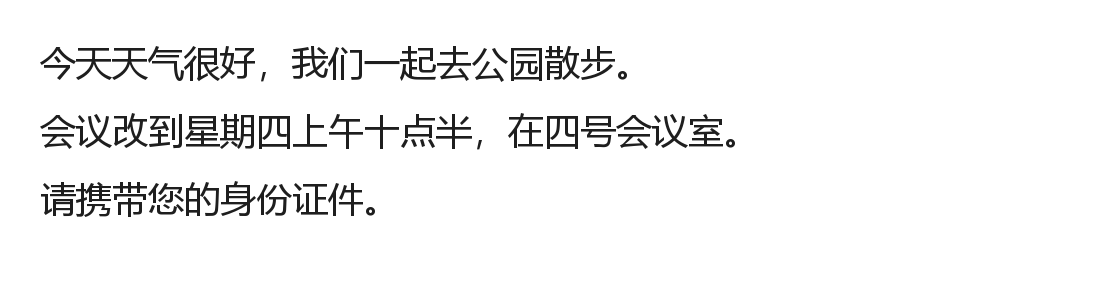 今天天气很好，我们一起去公园散步。
会议改到星期四上午十点半，在四号会议室。
请携带您的身份证件。